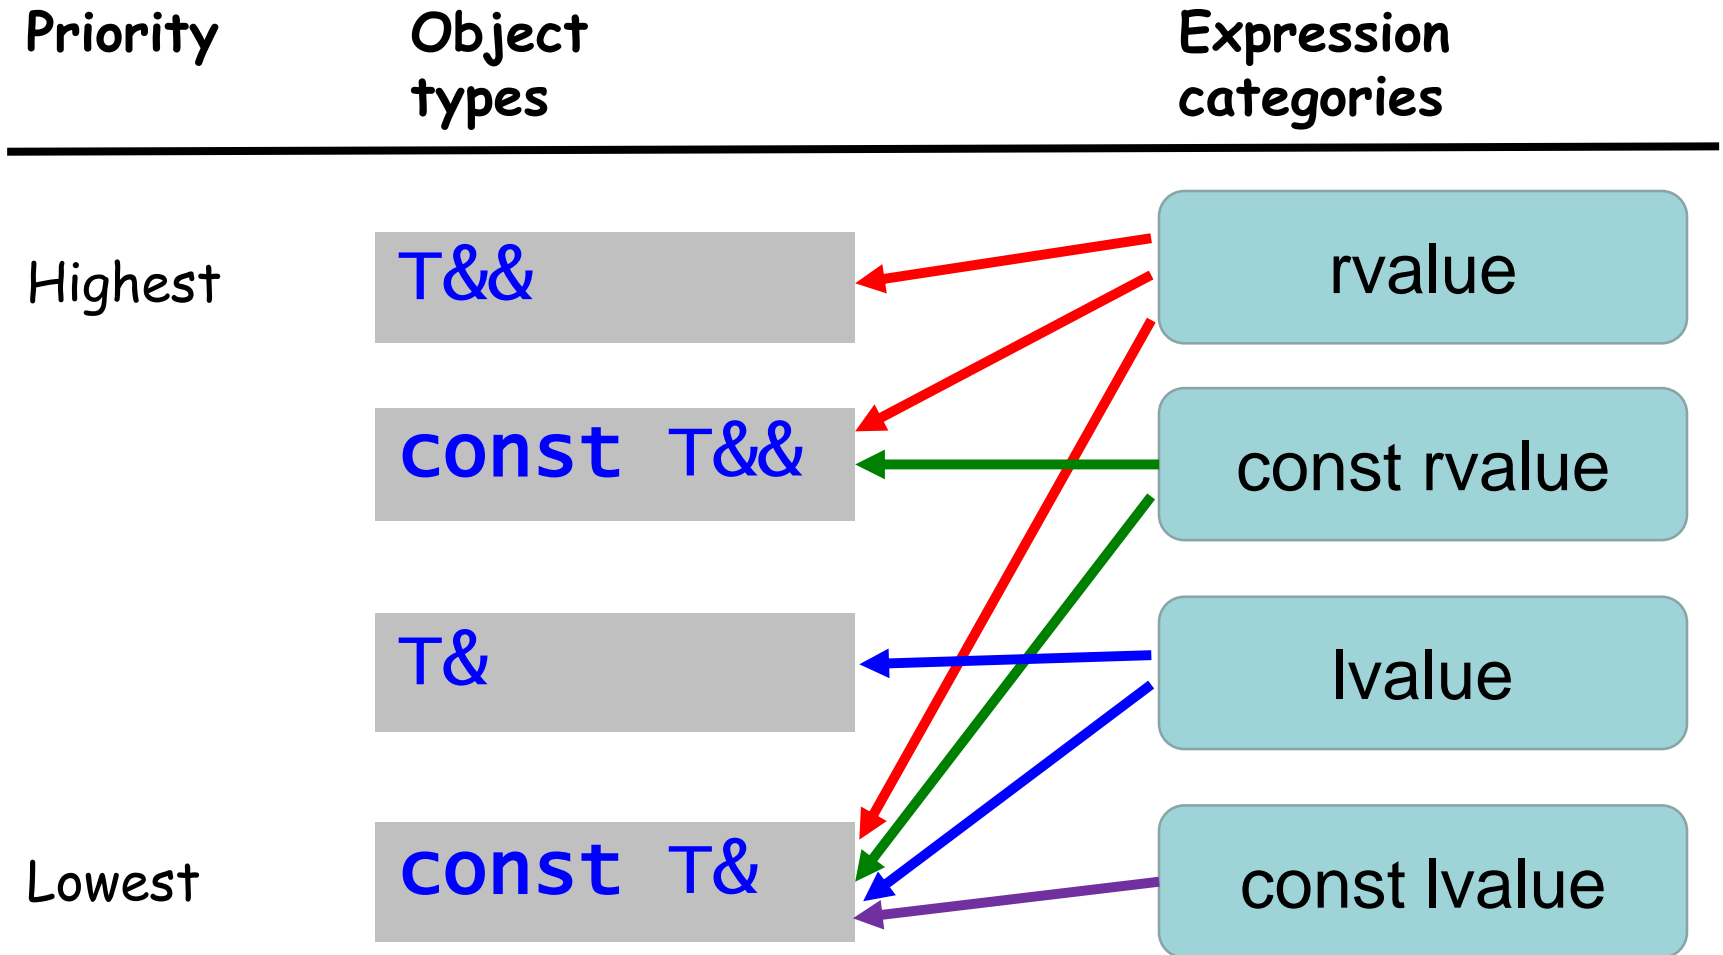 Priority Object types Expression categories
Highest T&& rvalue
const T&& const rvalue
T& lvalue
Lowest const T& const lvalue